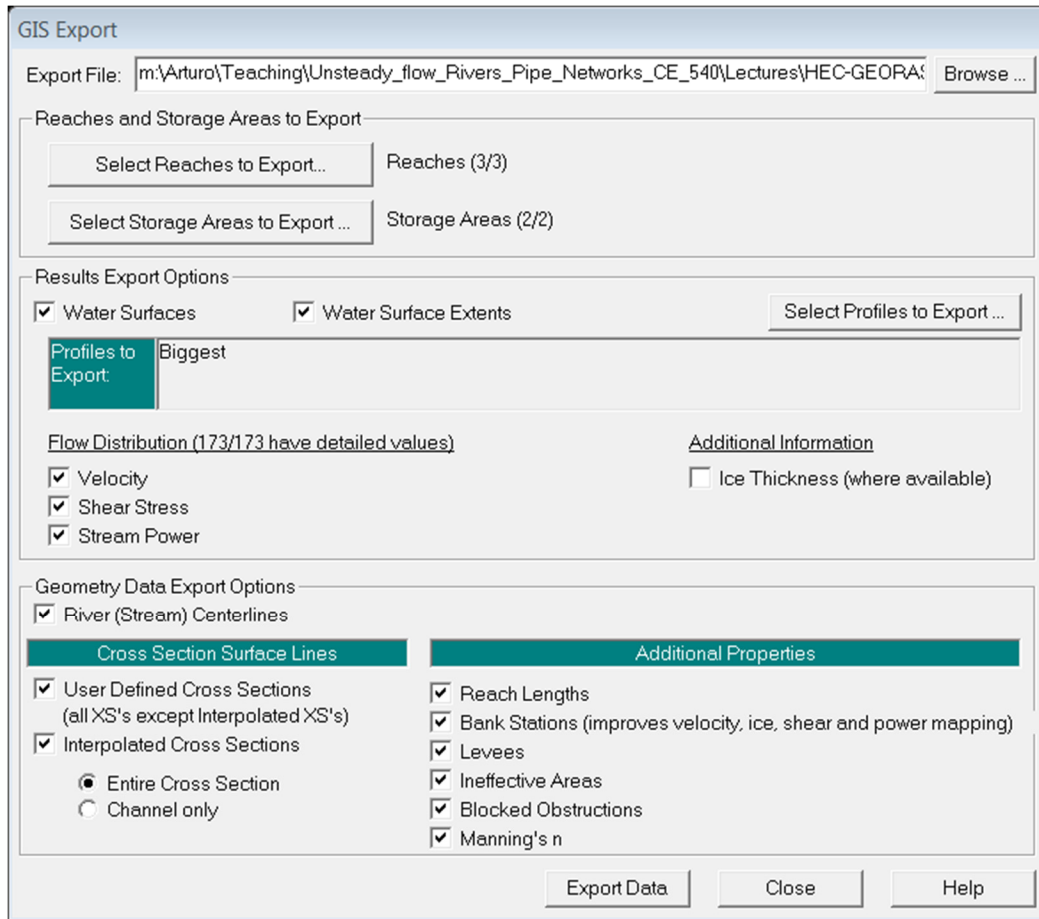 GIS Export
Export File: m:\Arturo\Teaching\Unsteady_flow_Rivers_Pipe_Networks_CE_540\Lectures\HEC-GEORAS Browse ...
Reaches and Storage Areas to Export
Select Reaches to Export... Reaches (3/3)
Select Storage Areas to Export ... Storage Areas (2/2)
Results Export Options
Water Surfaces Water Surface Extents Select Profiles to Export ...
Profiles to Export: Biggest
Flow Distribution (173/173 have detailed values) Additional Information
Velocity Ice Thickness (where available)
Shear Stress
Stream Power
Geometry Data Export Options
River (Stream) Centerlines
Cross Section Surface Lines Additional Properties
User Defined Cross Sections Reach Lengths
(all XS's except Interpolated XS's) Bank Stations (improves velocity, ice, shear and power mapping)
Interpolated Cross Sections Levees
Entire Cross Section Ineffective Areas
Channel only Blocked Obstructions
Manning's n
Export Data Close Help